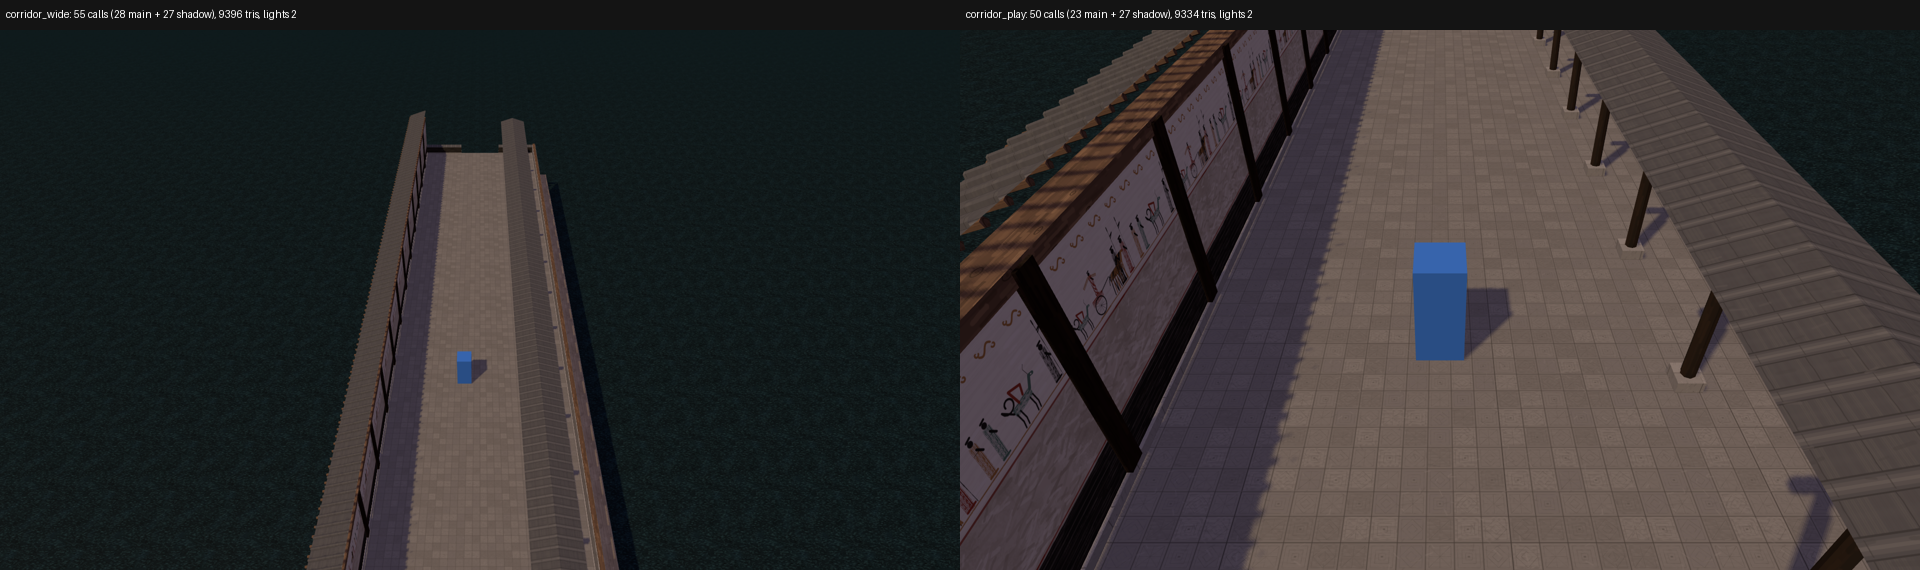 corridor_wide: 55 calls (28 main + 27 shadow), 9396 tris, lights 2
corridor_play: 50 calls (23 main + 27 shadow), 9334 tris, lights 2